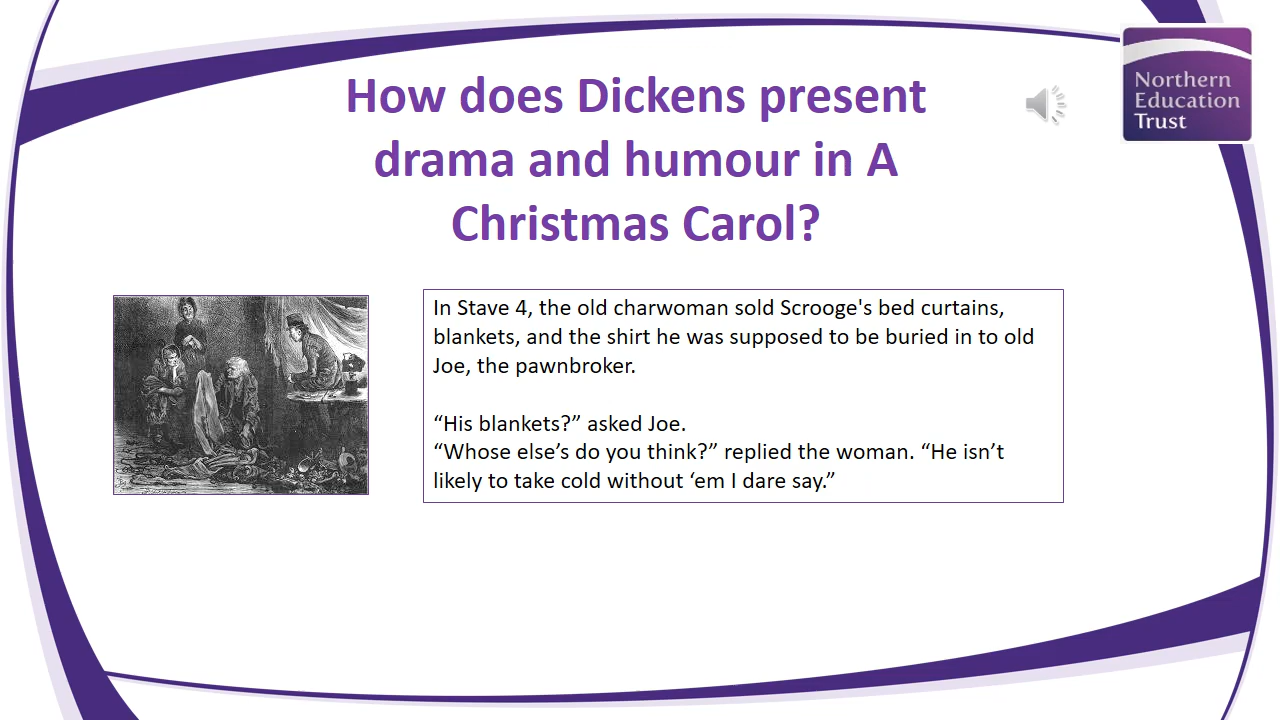 How does Dickens present
drama and humour in A
Christmas Carol?
Northern
Education
Trust
In Stave 4, the old charwoman sold Scrooge's bed curtains,
blankets, and the shirt he was supposed to be buried in to old
Joe, the pawnbroker.
“His blankets?” asked Joe.
“Whose else’s do you think?” replied the woman. “He isn’t
likely to take cold without ‘em I dare say.”